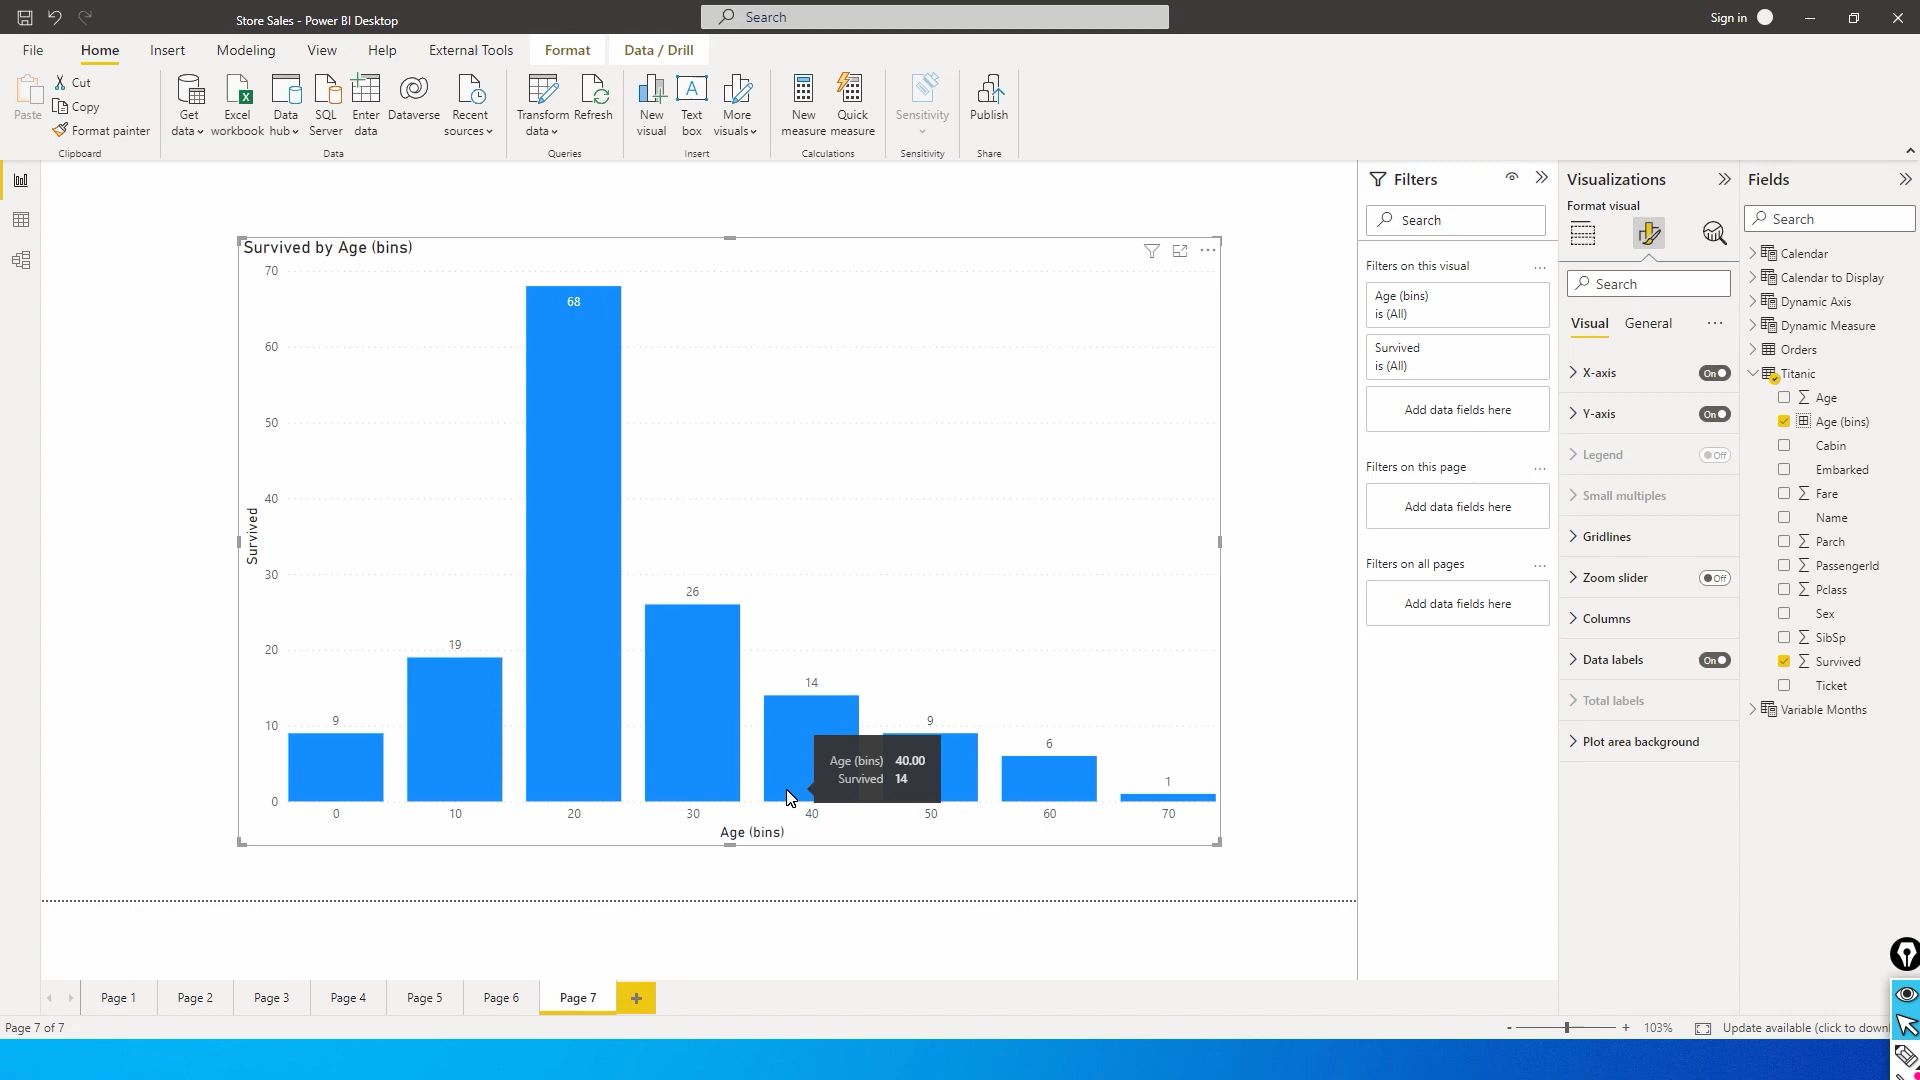 Store Sales - Power BI Desktop
Search
Sign in
File
Home
Insert
Modeling
View
Help
External Tools
Format
Data / Drill
Paste
Cut
Copy
Format painter
Clipboard
Get data
Excel workbook
Data hub
SQL Server
Enter data
Dataverse
Recent sources
Data
Transform data
Refresh
Queries
New visual
Text box
More visuals
Insert
New measure
Quick measure
Calculations
Sensitivity
Sensitivity
Publish
Share
Survived by Age (bins)
70
60
50
40
30
20
10
0
Survived
9
19
68
26
14
9
6
1
Age (bins) 40.00
Survived 14
0
10
20
30
40
50
60
70
Age (bins)
Filters
Search
Filters on this visual
...
Age (bins)
is (All)
Survived
is (All)
Add data fields here
Filters on this page
...
Add data fields here
Filters on all pages
...
Add data fields here
Visualizations
Format visual
Search
Visual
General
...
X-axis
On
Y-axis
On
Legend
Off
Small multiples
Gridlines
Zoom slider
Off
Columns
Data labels
On
Total labels
Plot area background
Fields
Search
Calendar
Calendar to Display
Dynamic Axis
Dynamic Measure
Orders
Titanic
Age
Age (bins)
Cabin
Embarked
Fare
Name
Parch
PassengerId
Pclass
Sex
SibSp
Survived
Ticket
Variable Months
Page 1
Page 2
Page 3
Page 4
Page 5
Page 6
Page 7
Page 7 of 7
103%
Update available (click to downl